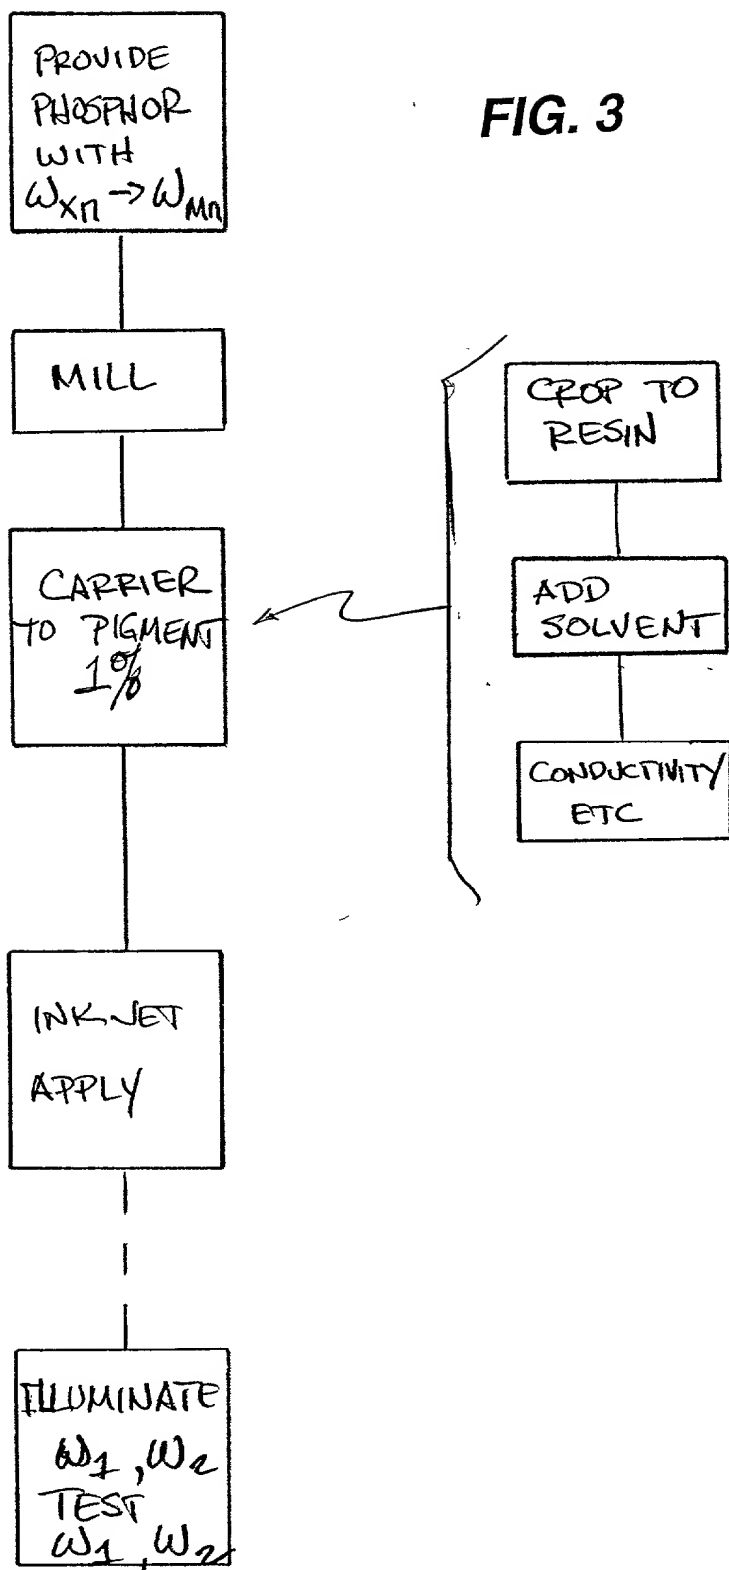 FIG. 3
PROVIDE
PHOSPHOR
WITH
ωXn → ωMn
MILL
CARRIER
TO PIGMENT
1%
CROP TO
RESIN
ADD
SOLVENT
CONDUCTIVITY
ETC
INKJET
APPLY
ILLUMINATE
ω1, ω2
TEST
ω1, ω2